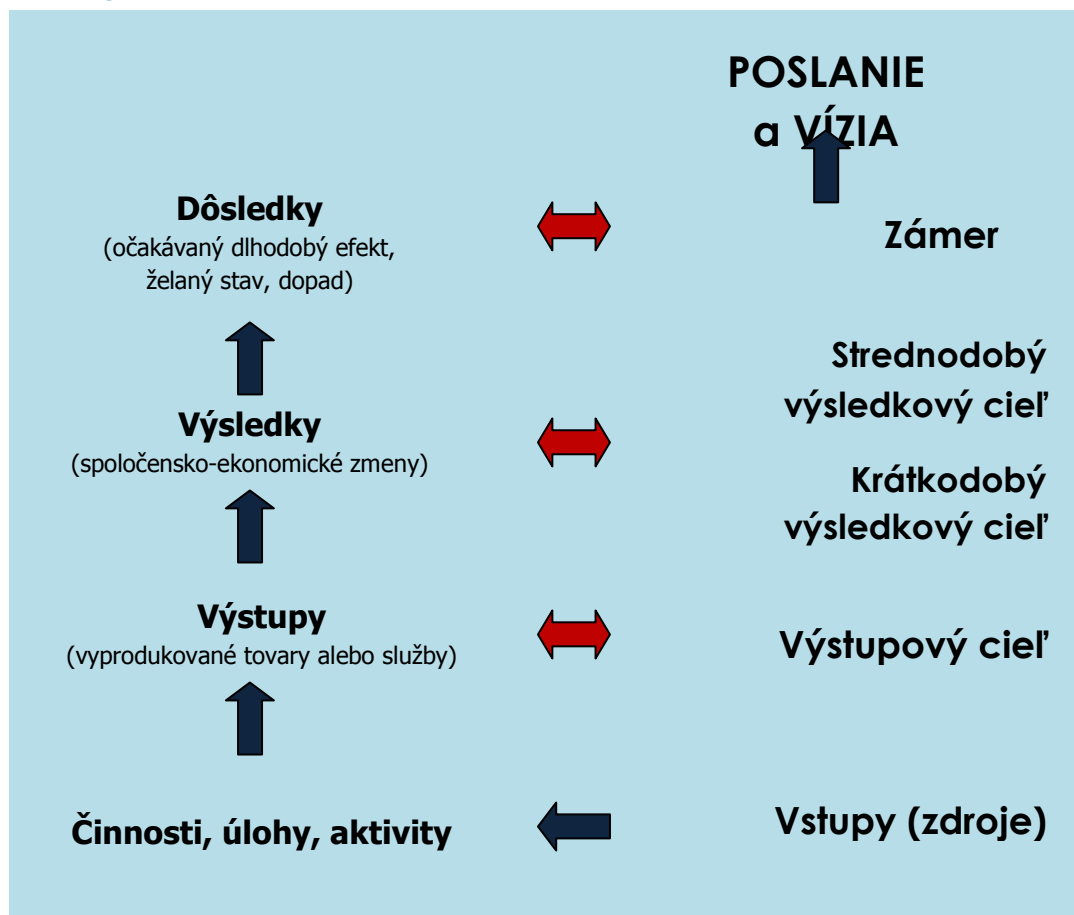 POSLANIE
a VÍZIA
Dôsledky
(očakávaný dlhodobý efekt,
želaný stav, dopad)
Zámer
Strednodobý
výsledkový cieľ
Výsledky
(spoločensko-ekonomické zmeny)
Krátkodobý
výsledkový cieľ
Výstupy
(vyprodukované tovary alebo služby)
Výstupový cieľ
Činnosti, úlohy, aktivity
Vstupy (zdroje)